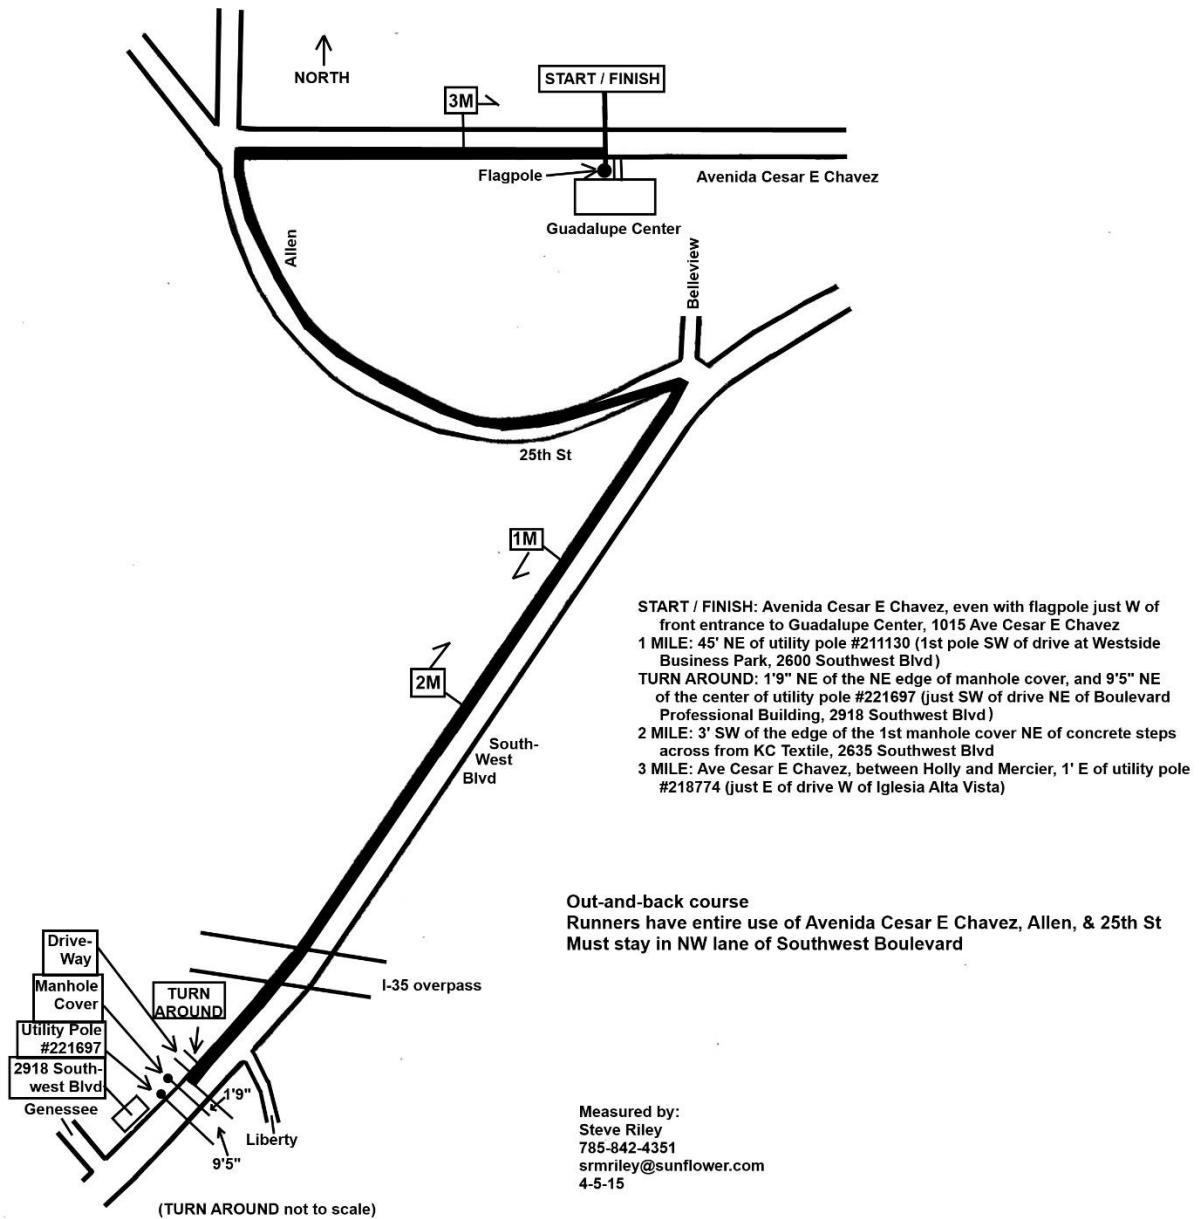 NORTH
START / FINISH
3M
Flagpole
Avenida Cesar E Chavez
Guadalupe Center
Allen
Belleview
25th St
1M
2M
South-
West
Blvd
START / FINISH: Avenida Cesar E Chavez, even with flagpole just W of
front entrance to Guadalupe Center, 1015 Ave Cesar E Chavez
1 MILE: 45' NE of utility pole #211130 (1st pole SW of drive at Westside
Business Park, 2600 Southwest Blvd)
TURN AROUND: 1'9" NE of the NE edge of manhole cover, and 9'5" NE
of the center of utility pole #221697 (just SW of drive NE of Boulevard
Professional Building, 2918 Southwest Blvd)
2 MILE: 3' SW of the edge of the 1st manhole cover NE of concrete steps
across from KC Textile, 2635 Southwest Blvd
3 MILE: Ave Cesar E Chavez, between Holly and Mercier, 1' E of utility pole
#218774 (just E of drive W of Iglesia Alta Vista)
Out-and-back course
Runners have entire use of Avenida Cesar E Chavez, Allen, & 25th St
Must stay in NW lane of Southwest Boulevard
Drive-
Way
Manhole
Cover
TURN
AROUND
Utility Pole
#221697
2918 South-
west Blvd
Genessee
I-35 overpass
1'9"
Liberty
9'5"
(TURN AROUND not to scale)
Measured by:
Steve Riley
785-842-4351
srmriley@sunflower.com
4-5-15